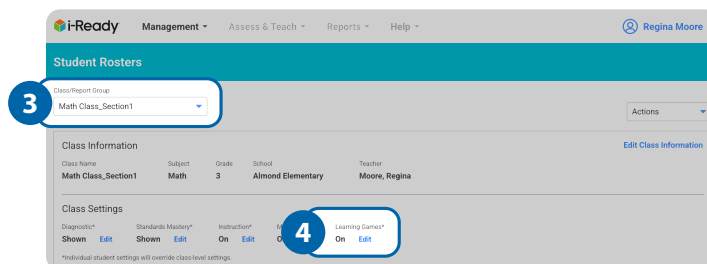 i-Ready Management Assess & Teach Reports Help Regina Moore
Student Rosters
Class/Report Group
3
Math Class_Section1
Actions
Class Information Edit Class Information
Class Name Subject Grade School Teacher
Math Class_Section1 Math 3 Almond Elementary Moore, Regina
Class Settings
Diagnostic* Standards Mastery* Instruction* Learning Games*
4
Shown Edit Shown Edit On Edit On Edit
*Individual student settings will override class-level settings.